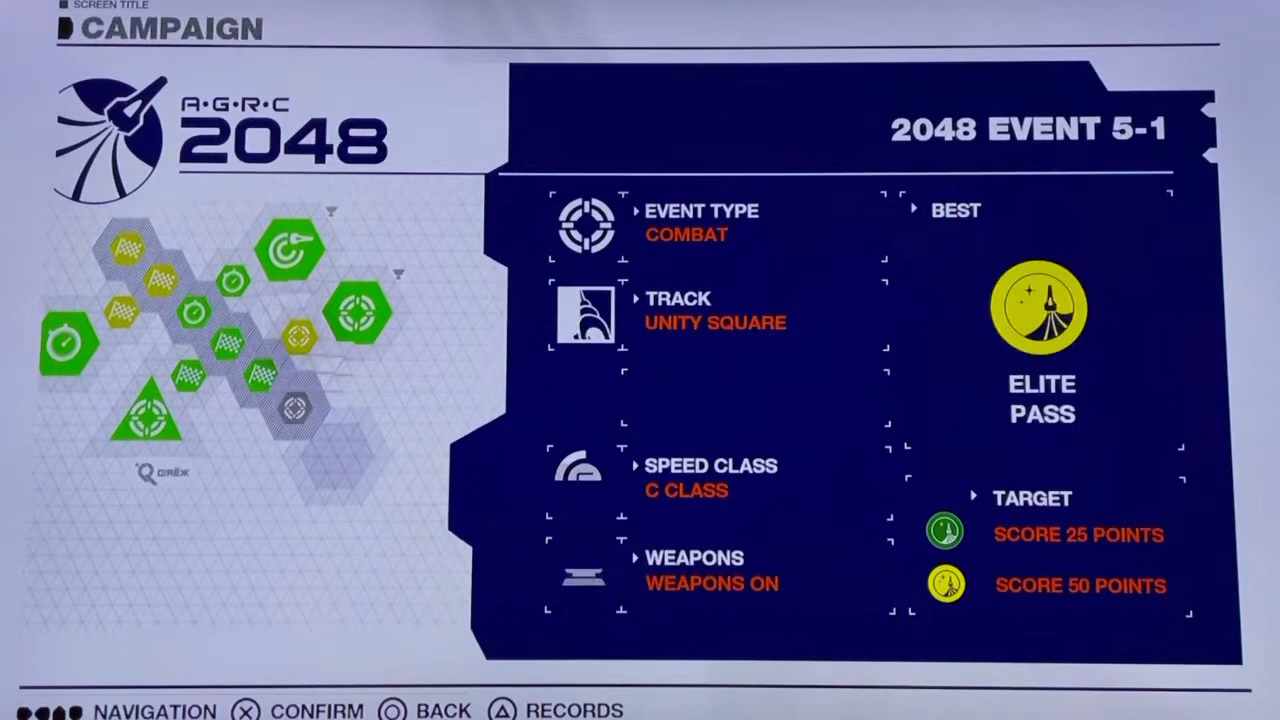 SCREEN TITLE
CAMPAIGN
A·G·R·C
2048
2048 EVENT 5-1
EVENT TYPE
COMBAT
BEST
TRACK
UNITY SQUARE
ELITE
PASS
SPEED CLASS
C CLASS
TARGET
SCORE 25 POINTS
WEAPONS
WEAPONS ON
SCORE 50 POINTS
QIRËX
NAVIGATION CONFIRM BACK RECORDS